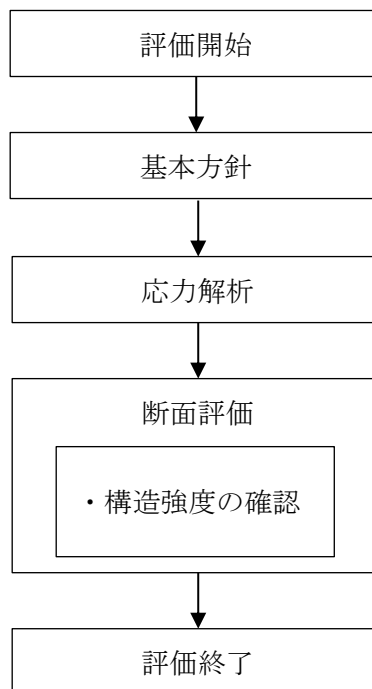 評価開始
基本方針
応力解析
断面評価
・構造強度の確認
評価終了